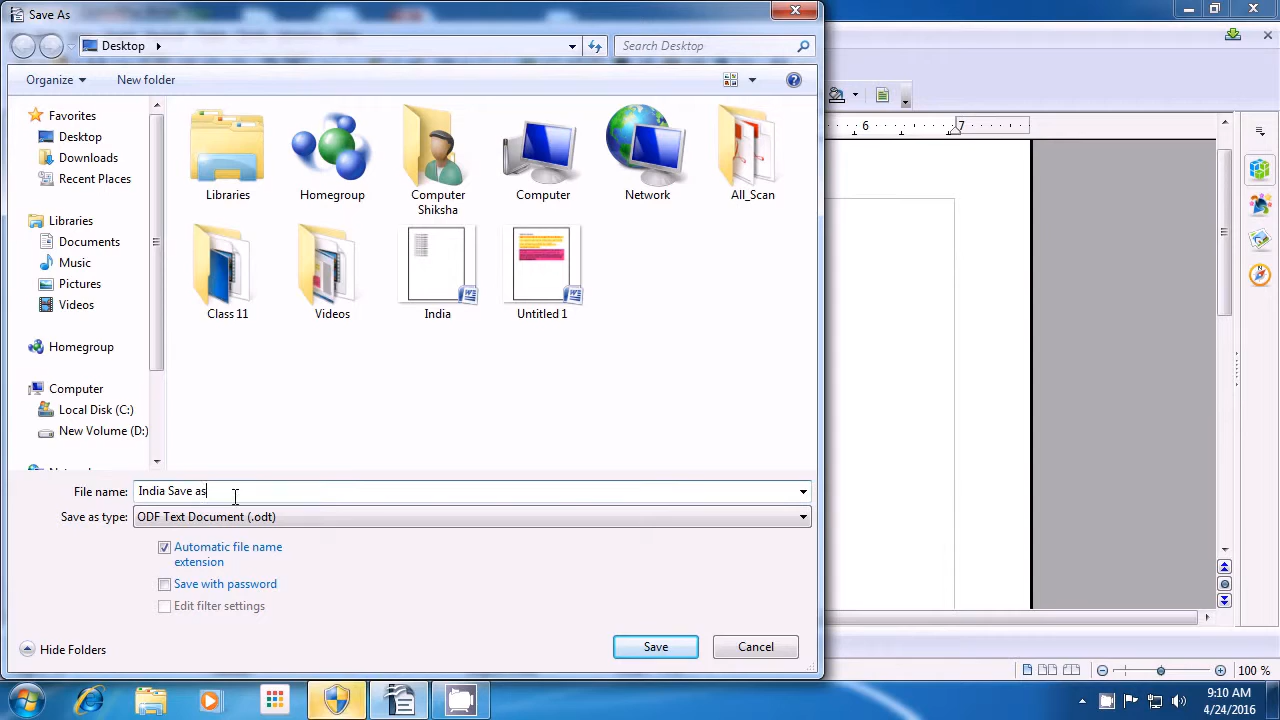 Save As
Desktop
Search Desktop
Organize
New folder
Favorites
Desktop
Downloads
Recent Places
Libraries
Documents
Music
Pictures
Videos
Homegroup
Computer
Local Disk (C:)
New Volume (D:)
Libraries
Homegroup
Computer
Shiksha
Computer
Network
All_Scan
Class 11
Videos
India
Untitled 1
6
7
File name:
India Save as
Save as type:
ODF Text Document (.odt)
Automatic file name
extension
Save with password
Edit filter settings
Hide Folders
Save
Cancel
100 %
9:10 AM
4/24/2016